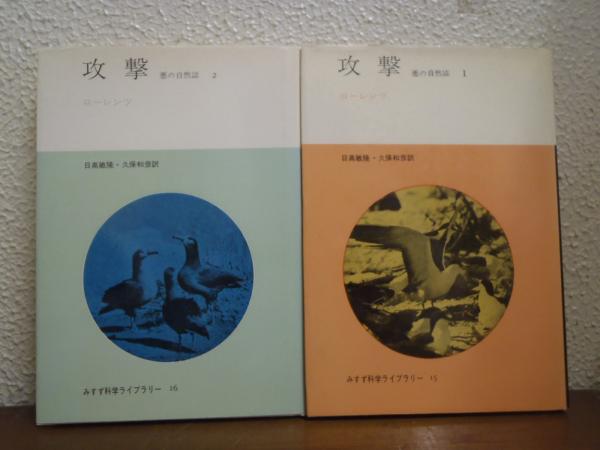 攻撃 悪の自然誌 2
ローレンツ
日高敏隆・久保和彦訳
みすず科学ライブラリー 16
攻撃 悪の自然誌 1
ローレンツ
日高敏隆・久保和彦訳
みすず科学ライブラリー 15